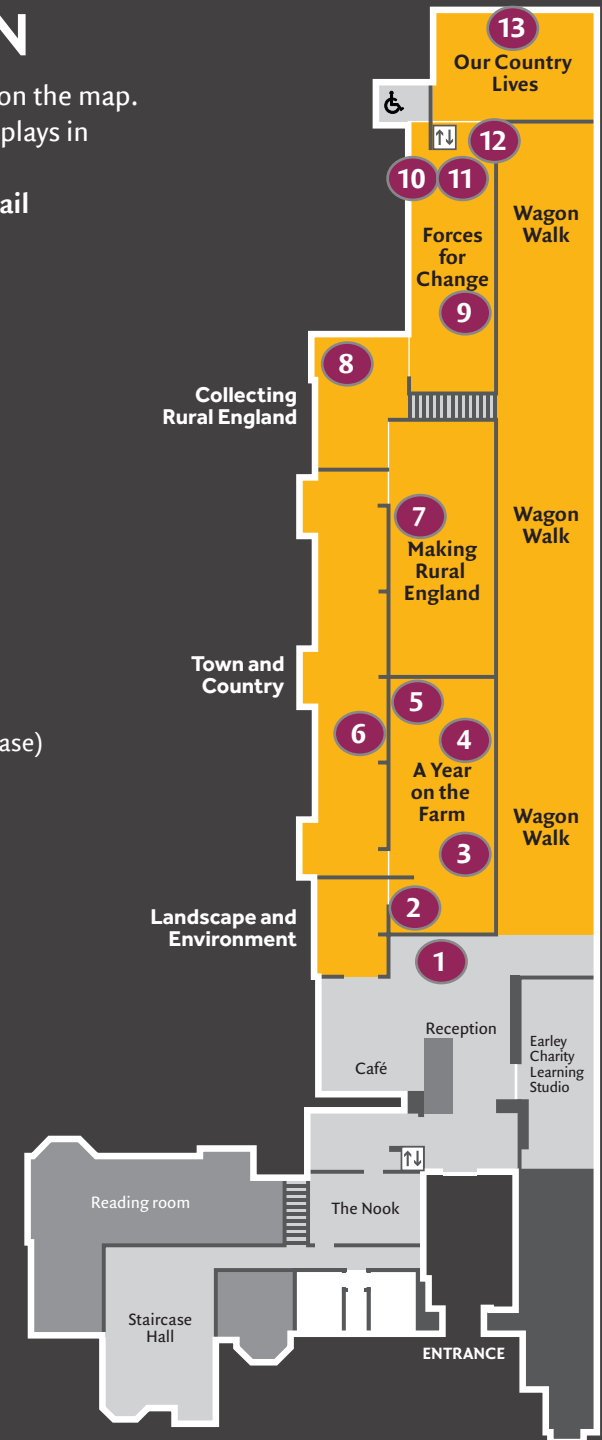 N
on the map.
plays in
ail
13
Our Country
Lives
12
10
11
Wagon
Walk
Forces
for
Change
9
8
Collecting
Rural England
7
Making
Rural
England
Wagon
Walk
Town and
Country
5
6
4
ase)
A Year
on the
Farm
Wagon
Walk
3
2
Landscape and
Environment
1
Reception
Earley
Charity
Learning
Studio
Café
Reading room
The Nook
Staircase
Hall
ENTRANCE